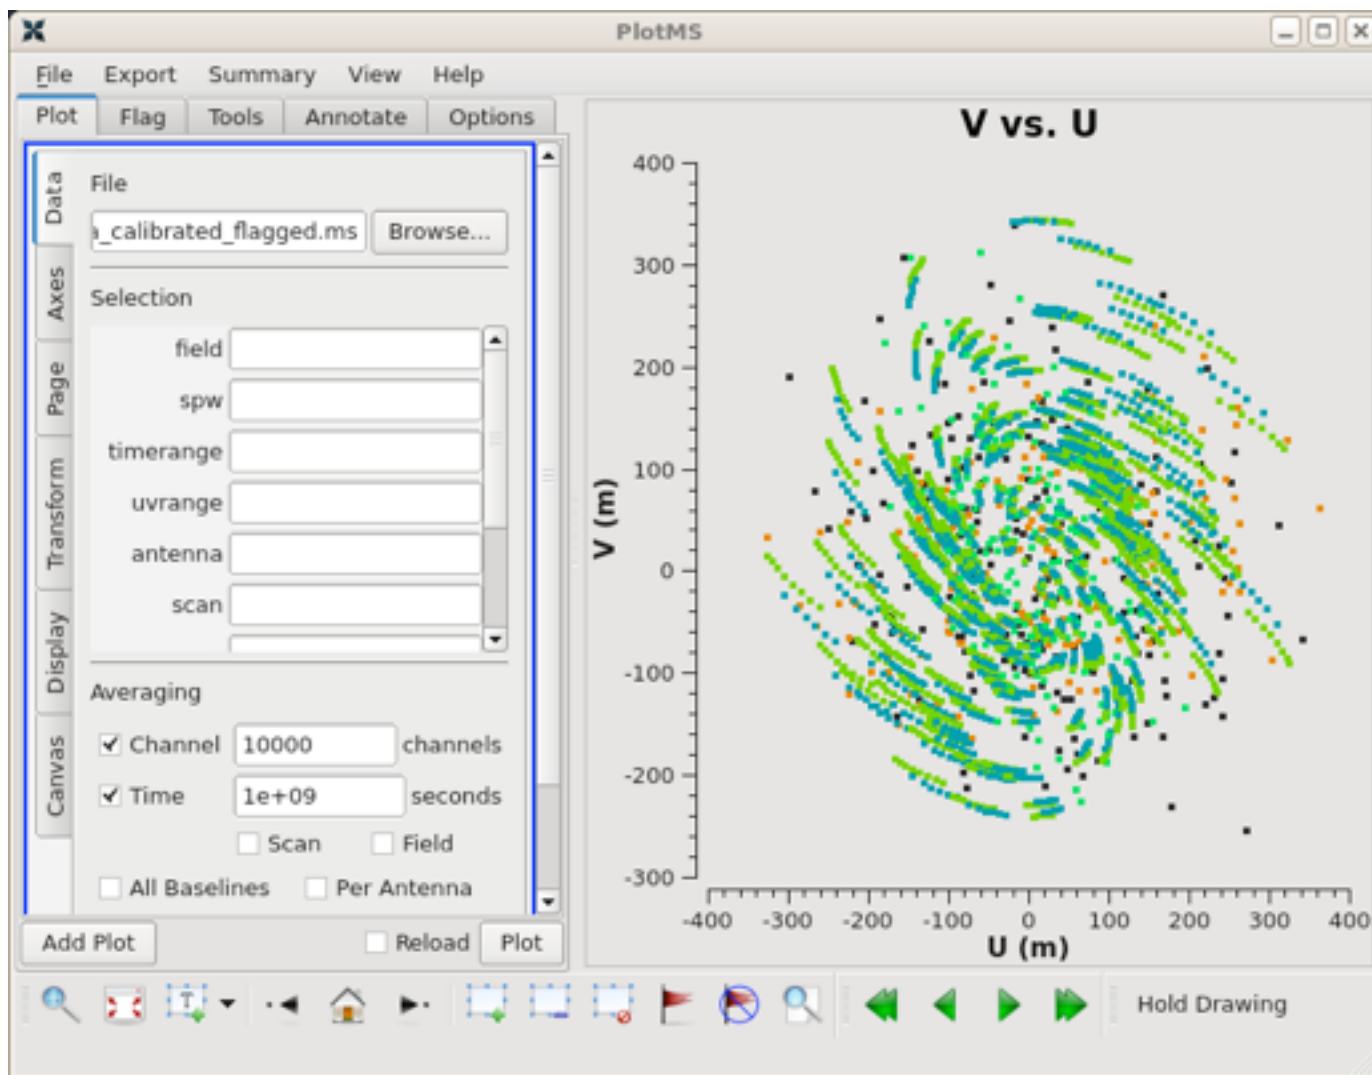 PlotMS
File Export Summary View Help
Plot Flag Tools Annotate Options
Data
Axes
Page
Transform
Display
Canvas
File
a_calibrated_flagged.ms Browse...
Selection
field
spw
timerange
uvrange
antenna
scan
Averaging
Channel 10000 channels
Time 1e+09 seconds
Scan Field
All Baselines Per Antenna
Add Plot Reload Plot
V vs. U
V (m)
400
300
200
100
0
-100
-200
-300
-400 -300 -200 -100 0 100 200 300 400
U (m)
T
Hold Drawing